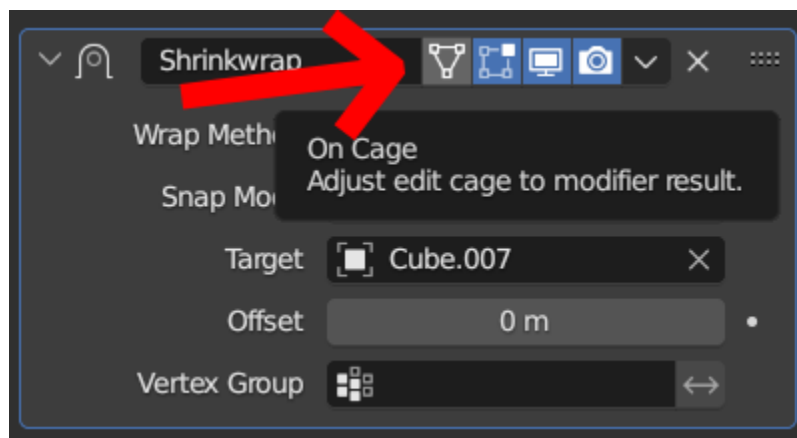 Shrinkwrap
Wrap Meth
On Cage
Adjust edit cage to modifier result.
Snap Mo
Target Cube.007
Offset 0 m
Vertex Group